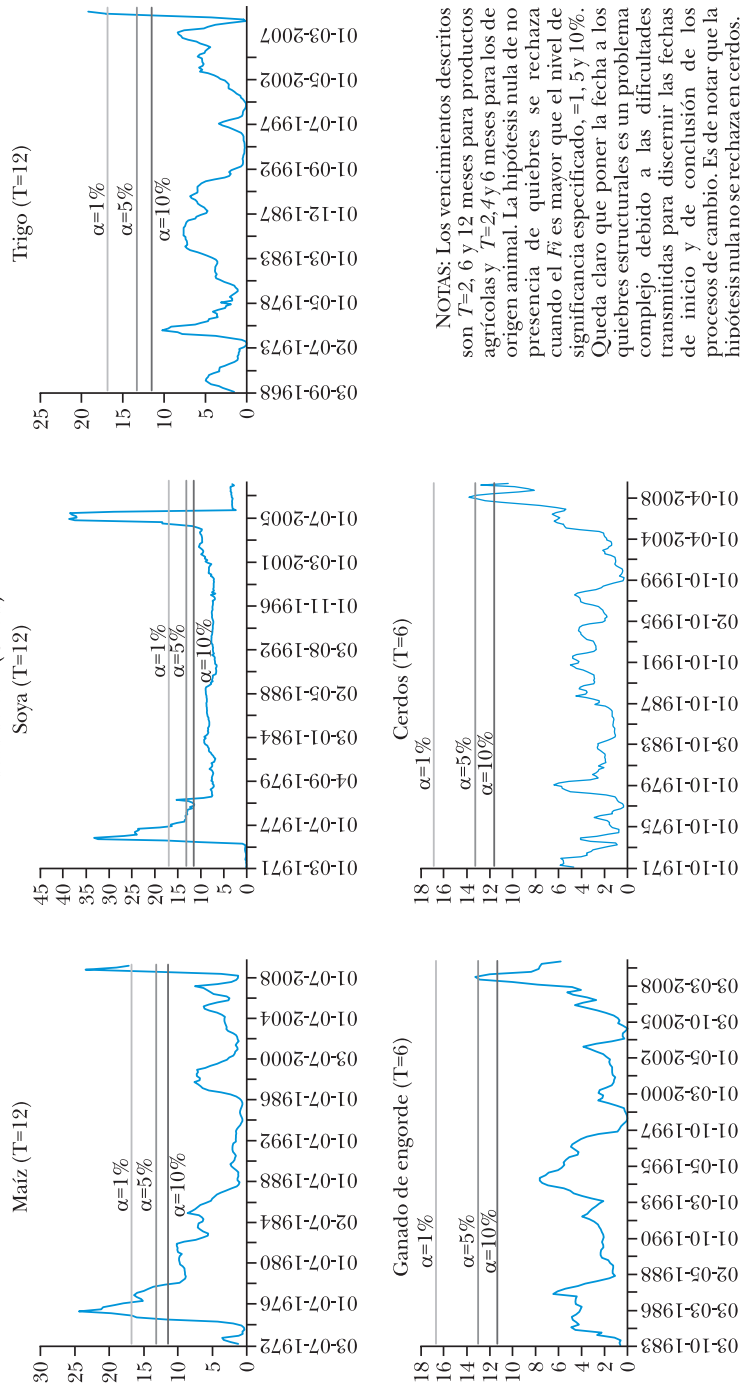 Maíz (T=12)
30
25
20
15
10
5
0
α=1%
α=5%
α=10%
03-07-1972
01-07-1976
01-07-1980
02-07-1984
01-07-1988
01-07-1992
01-07-1986
03-07-2000
01-07-2004
01-07-2008
Soya (T=12)
45
40
35
30
25
20
15
10
5
0
α=1%
α=5%
α=10%
01-03-1971
01-07-1977
04-09-1979
03-01-1984
02-05-1988
03-08-1992
01-11-1996
01-03-2001
01-07-2005
Trigo (T=12)
25
20
15
10
5
0
α=1%
α=5%
α=10%
03-09-1968
02-07-1973
01-05-1978
01-03-1983
01-12-1987
01-09-1992
01-07-1997
01-05-2002
01-03-2007
Ganado de engorde (T=6)
18
16
14
12
10
8
6
4
2
0
α=1%
α=5%
α=10%
03-10-1983
03-03-1986
02-05-1988
01-10-1990
01-03-1993
01-05-1995
01-10-1997
01-03-2000
01-05-2002
03-10-2005
03-03-2008
Cerdos (T=6)
18
16
14
12
10
8
6
4
2
0
α=1%
α=5%
α=10%
01-10-1971
01-10-1975
01-10-1979
03-10-1983
01-10-1987
01-10-1991
02-10-1995
01-10-1999
01-04-2004
01-04-2008
NOTAS: Los vencimientos descritos
son T=2, 6 y 12 meses para productos
agrícolas y T=2,4 y 6 meses para los de
origen animal. La hipótesis nula de no
presencia de quiebres se rechaza
cuando el Fi es mayor que el nivel de
significancia especificado, =1, 5 y 10%.
Queda claro que poner la fecha a los
quiebres estructurales es un problema
complejo debido a las dificultades
transmitidas para discernir las fechas
de inicio y de conclusión de los
procesos de cambio. Es de notar que la
hipótesis nula no se rechaza en cerdos.